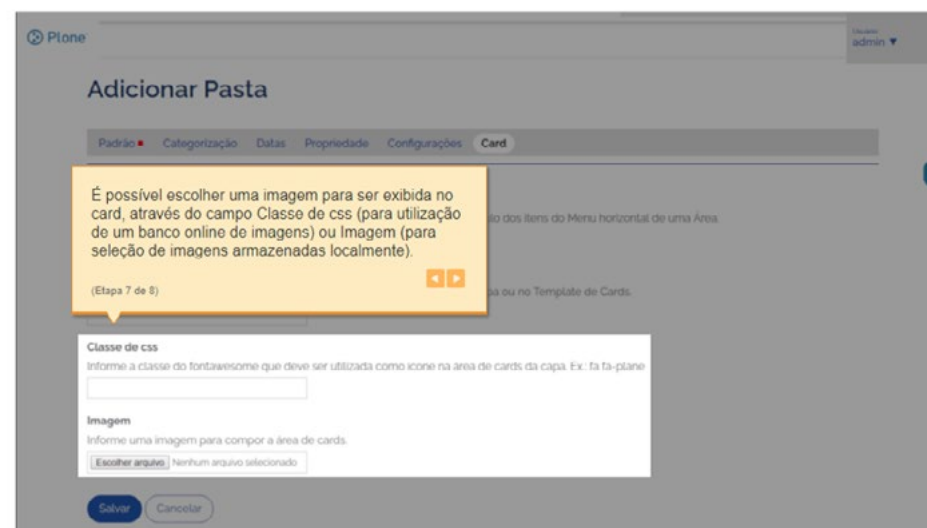 Plone
Usuário
admin ▼
Adicionar Pasta
Padrão Categorização Datas Propriedade Configurações Card
É possível escolher uma imagem para ser exibida no
card, através do campo Classe de css (para utilização
de um banco online de imagens) ou Imagem (para
seleção de imagens armazenadas localmente).
(Etapa 7 de 8)
dos itens do Menu horizontal de uma Área.
ou no Template de Cards.
Classe de css
Informe a classe do fontawesome que deve ser utilizada como icone na área de cards da capa. Ex.: fa fa-plane
Imagem
Informe uma imagem para compor a área de cards.
Escolher arquivo Nenhum arquivo selecionado
Salvar Cancelar